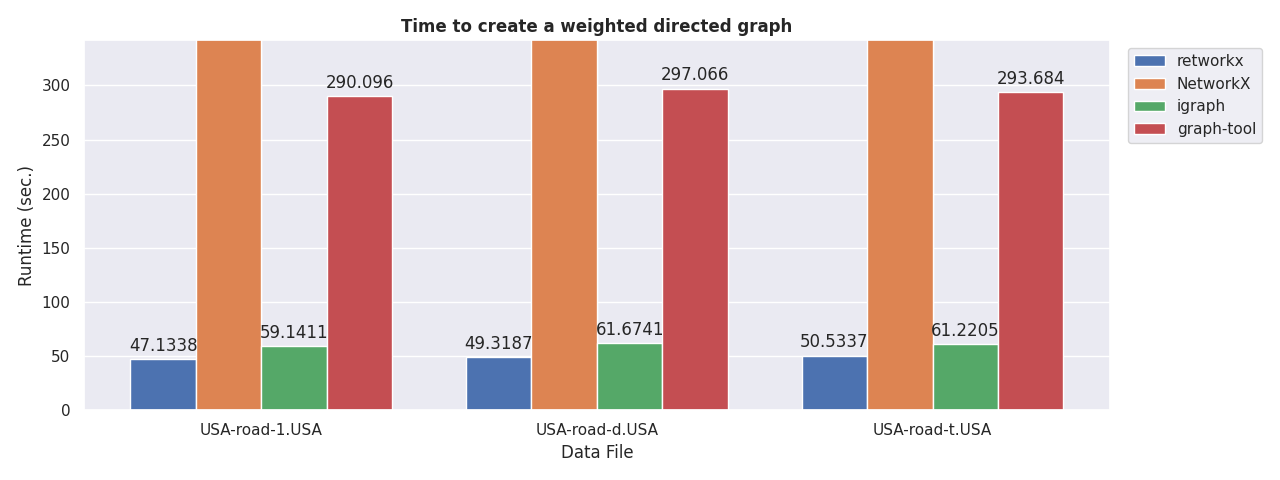 Time to create a weighted directed graph
retworkx
NetworkX
igraph
graph-tool
Runtime (sec.)
300
250
200
150
100
50
0
47.1338
59.1411
290.096
49.3187
61.6741
297.066
50.5337
61.2205
293.684
USA-road-1.USA
USA-road-d.USA
USA-road-t.USA
Data File